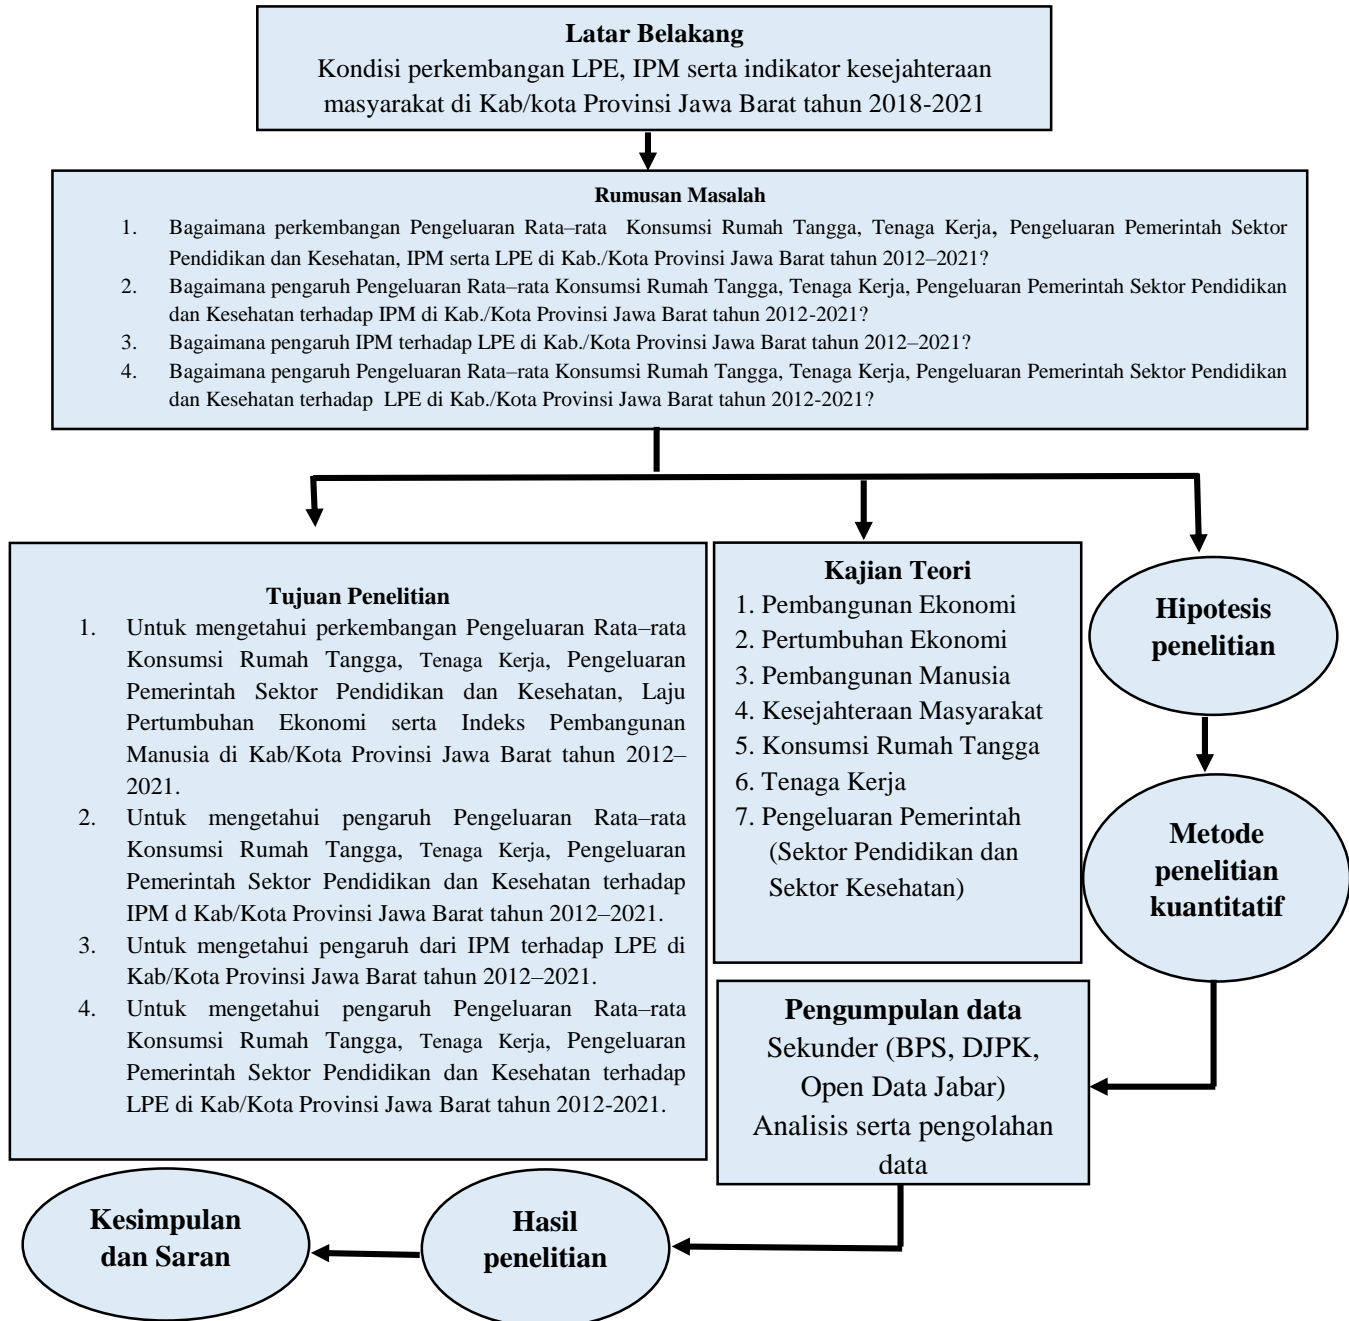 Latar Belakang
Kondisi perkembangan LPE, IPM serta indikator kesejahteraan
masyarakat di Kab/kota Provinsi Jawa Barat tahun 2018-2021
Rumusan Masalah
1. Bagaimana perkembangan Pengeluaran Rata–rata Konsumsi Rumah Tangga, Tenaga Kerja, Pengeluaran Pemerintah Sektor
Pendidikan dan Kesehatan, IPM serta LPE di Kab./Kota Provinsi Jawa Barat tahun 2012–2021?
2. Bagaimana pengaruh Pengeluaran Rata–rata Konsumsi Rumah Tangga, Tenaga Kerja, Pengeluaran Pemerintah Sektor Pendidikan
dan Kesehatan terhadap IPM di Kab./Kota Provinsi Jawa Barat tahun 2012-2021?
3. Bagaimana pengaruh IPM terhadap LPE di Kab./Kota Provinsi Jawa Barat tahun 2012–2021?
4. Bagaimana pengaruh Pengeluaran Rata–rata Konsumsi Rumah Tangga, Tenaga Kerja, Pengeluaran Pemerintah Sektor Pendidikan
dan Kesehatan terhadap LPE di Kab./Kota Provinsi Jawa Barat tahun 2012-2021?
Tujuan Penelitian
1. Untuk mengetahui perkembangan Pengeluaran Rata–rata
Konsumsi Rumah Tangga, Tenaga Kerja, Pengeluaran
Pemerintah Sektor Pendidikan dan Kesehatan, Laju
Pertumbuhan Ekonomi serta Indeks Pembangunan
Manusia di Kab/Kota Provinsi Jawa Barat tahun 2012–
2021.
2. Untuk mengetahui pengaruh Pengeluaran Rata–rata
Konsumsi Rumah Tangga, Tenaga Kerja, Pengeluaran
Pemerintah Sektor Pendidikan dan Kesehatan terhadap
IPM d Kab/Kota Provinsi Jawa Barat tahun 2012–2021.
3. Untuk mengetahui pengaruh dari IPM terhadap LPE di
Kab/Kota Provinsi Jawa Barat tahun 2012–2021.
4. Untuk mengetahui pengaruh Pengeluaran Rata–rata
Konsumsi Rumah Tangga, Tenaga Kerja, Pengeluaran
Pemerintah Sektor Pendidikan dan Kesehatan terhadap
LPE di Kab/Kota Provinsi Jawa Barat tahun 2012-2021.
Kajian Teori
1. Pembangunan Ekonomi
2. Pertumbuhan Ekonomi
3. Pembangunan Manusia
4. Kesejahteraan Masyarakat
5. Konsumsi Rumah Tangga
6. Tenaga Kerja
7. Pengeluaran Pemerintah
(Sektor Pendidikan dan
Sektor Kesehatan)
Hipotesis
penelitian
Metode
penelitian
kuantitatif
Pengumpulan data
Sekunder (BPS, DJPK,
Open Data Jabar)
Analisis serta pengolahan
data
Hasil
penelitian
Kesimpulan
dan Saran